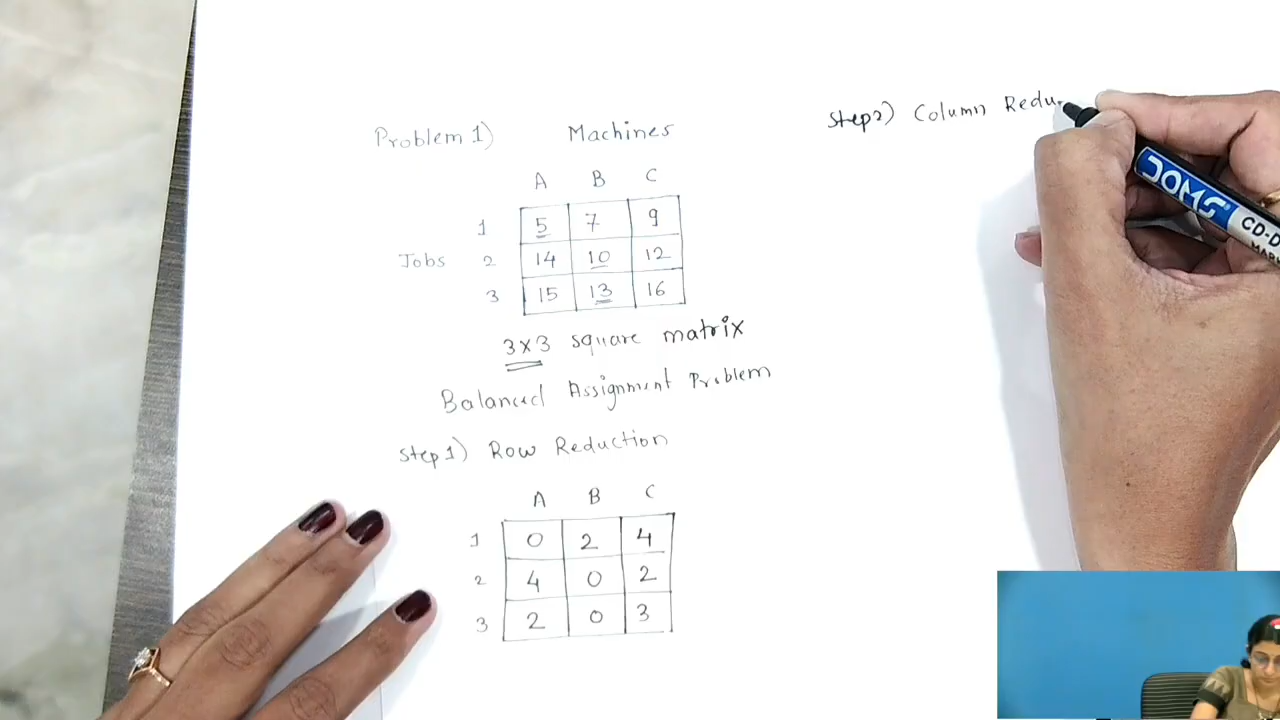 Problem 1) Machines
A B C
1 5 7 9
Jobs 2 14 10 12
3 15 13 16
3x3 square matrix
Balanced Assignment Problem
Step 1) Row Reduction
A B C
1 0 2 4
2 4 0 2
3 2 0 3
Step 2) Column Redu
DOMS
CD-D
MARK